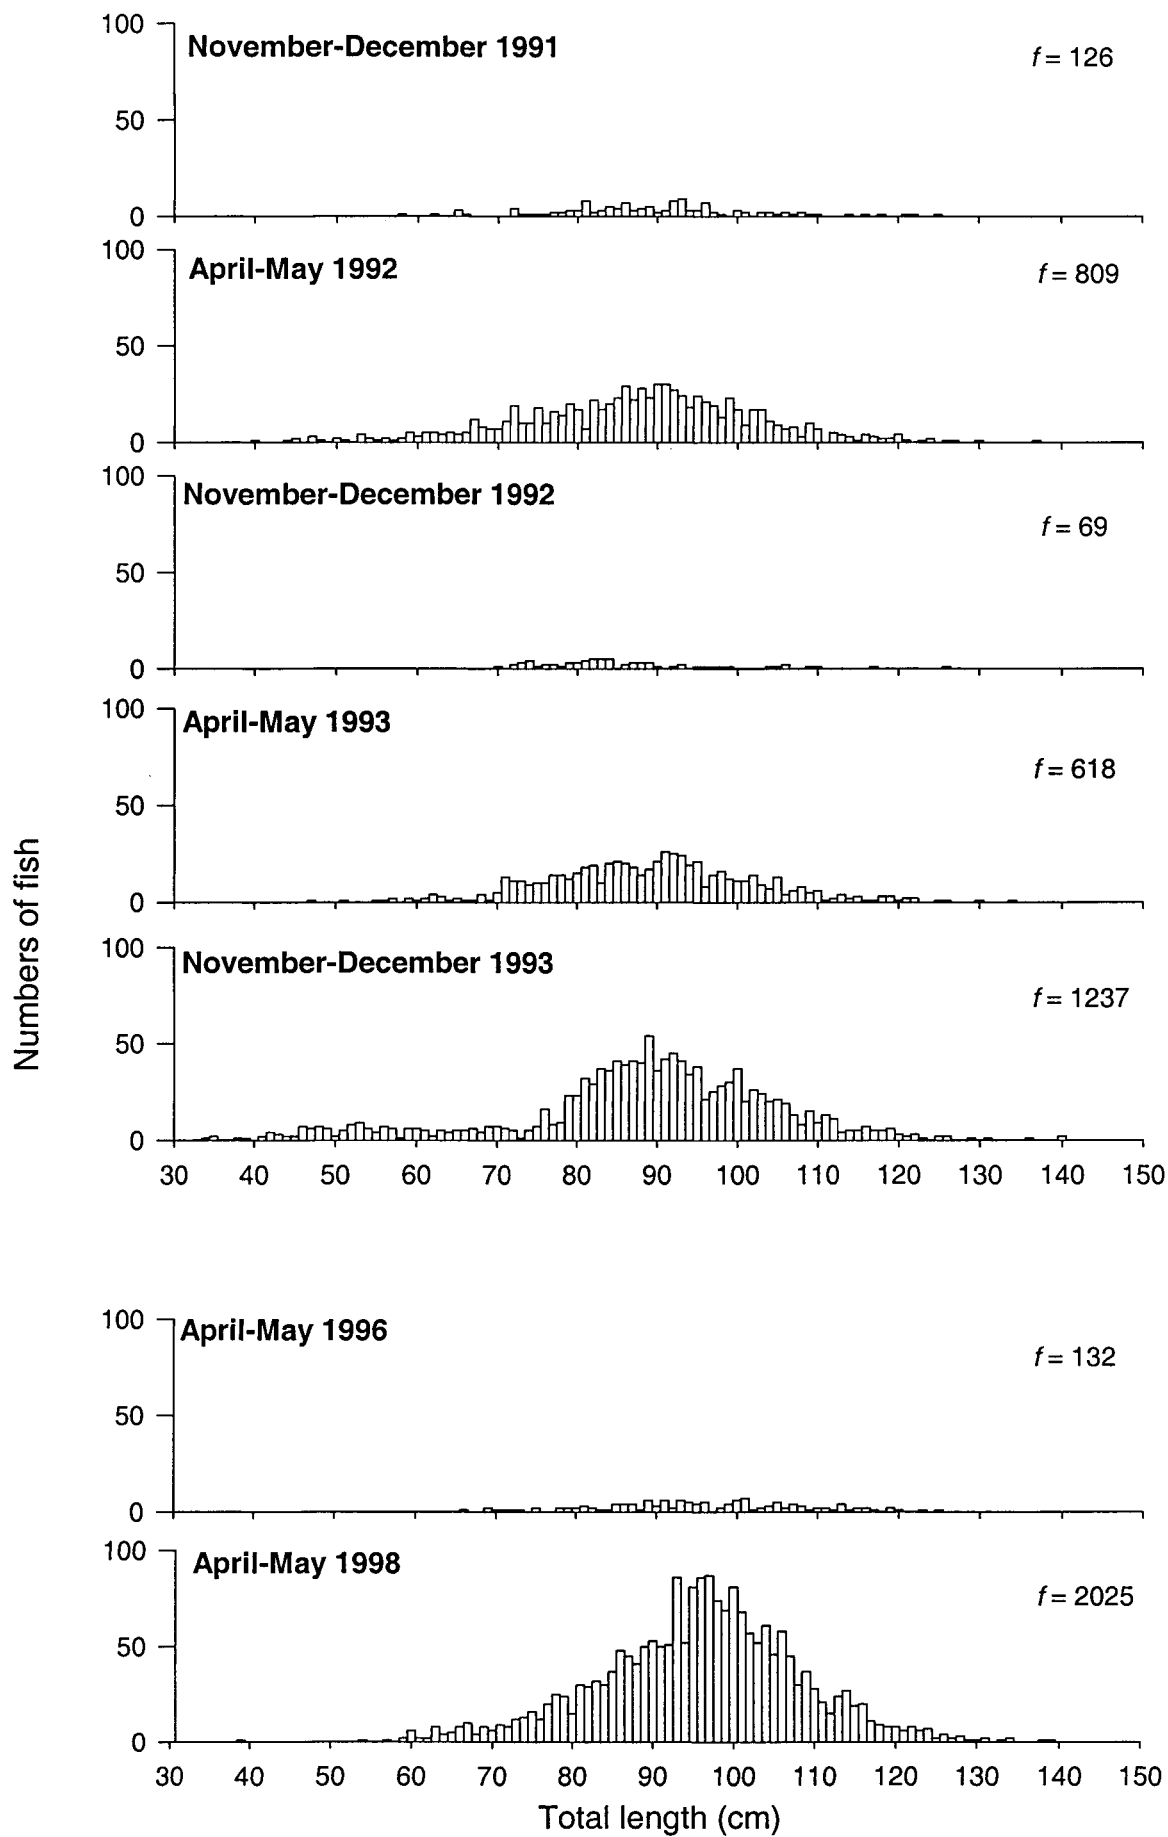 Numbers of fish
100
November-December 1991
f = 126
50
0
100
April-May 1992
f = 809
50
0
100
November-December 1992
f = 69
50
0
100
April-May 1993
f = 618
50
0
100
November-December 1993
f = 1237
50
0
30 40 50 60 70 80 90 100 110 120 130 140 150
100
April-May 1996
f = 132
50
0
100
April-May 1998
f = 2025
50
0
30 40 50 60 70 80 90 100 110 120 130 140 150
Total length (cm)